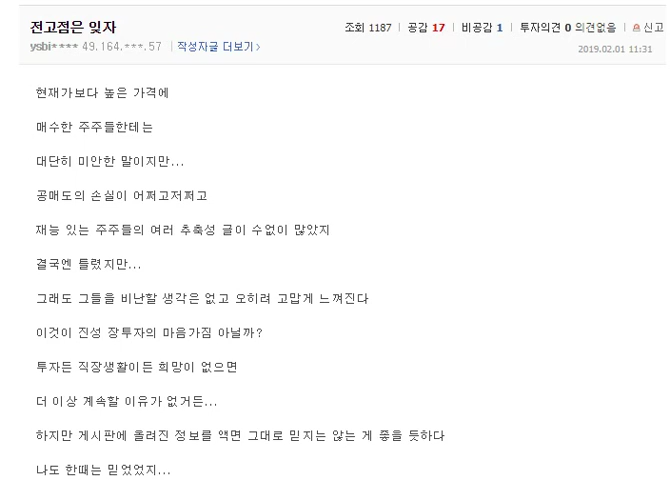 전고점은 잊자
조회 1187 | 공감 17 | 비공감 1 | 투자의견 0 의견없음 | 신고
ysbi**** 49.164.***.57 | 작성자글 더보기 >
2019.02.01 11:31
현재가보다 높은 가격에
매수한 주주들한테는
대단히 미안한 말이지만...
공매도의 손실이 어쩌고저쩌고
재능 있는 주주들의 여러 추측성 글이 수없이 많았지
결국엔 틀렸지만...
그래도 그들을 비난할 생각은 없고 오히려 고맙게 느껴진다
이것이 진성 장투자의 마음가짐 아닐까?
투자든 직장생활이든 희망이 없으면
더 이상 계속할 이유가 없거든...
하지만 게시판에 올려진 정보를 액면 그대로 믿지는 않는 게 좋을 듯하다
나도 한때는 믿었었지...